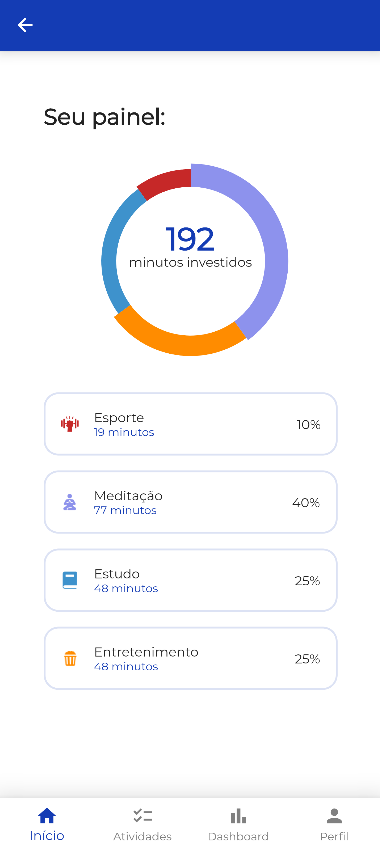 Seu painel:
192
minutos investidos
Esporte
19 minutos
10%
Meditação
77 minutos
40%
Estudo
48 minutos
25%
Entretenimento
48 minutos
25%
Início
Atividades
Dashboard
Perfil